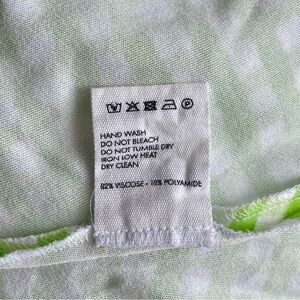 HAND WASH
DO NOT BLEACH
DO NOT TUMBLE DRY
IRON LOW HEAT
DRY CLEAN
82% VISCOSE - 18% POLYAMIDE